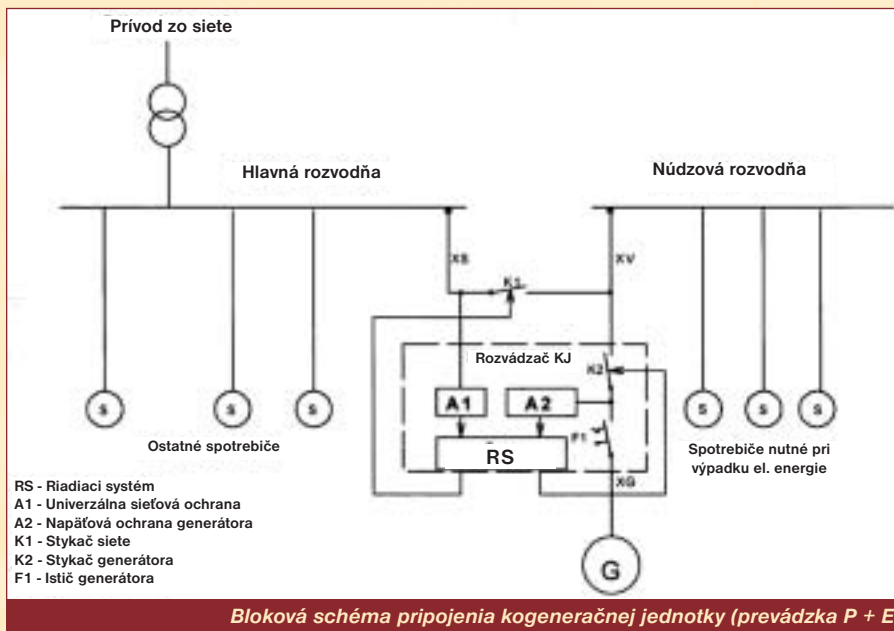 Prívod zo siete
Hlavná rozvodňa
Núdzová rozvodňa
XS
XV
K1
Rozvádzač KJ
K2
A1
A2
F1
RS
XG
G
S
S
S
S
S
S
Ostatné spotrebiče
Spotrebiče nutné pri
výpadku el. energie
RS - Riadiaci systém
A1 - Univerzálna sieťová ochrana
A2 - Napäťová ochrana generátora
K1 - Stykač siete
K2 - Stykač generátora
F1 - Istič generátora
Bloková schéma pripojenia kogeneračnej jednotky (prevádzka P + E